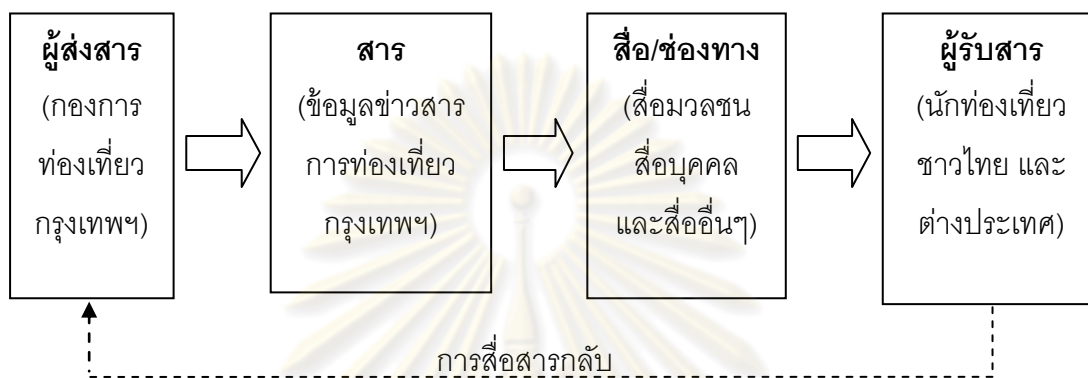 ผู้ส่งสาร
(กองการ
ท่องเที่ยว
กรุงเทพฯ)
สาร
(ข้อมูลข่าวสาร
การท่องเที่ยว
กรุงเทพฯ)
สื่อ/ช่องทาง
(สื่อมวลชน
สื่อบุคคล
และสื่ออื่นๆ)
ผู้รับสาร
(นักท่องเที่ยว
ชาวไทย และ
ต่างประเทศ)
การสื่อสารกลับ